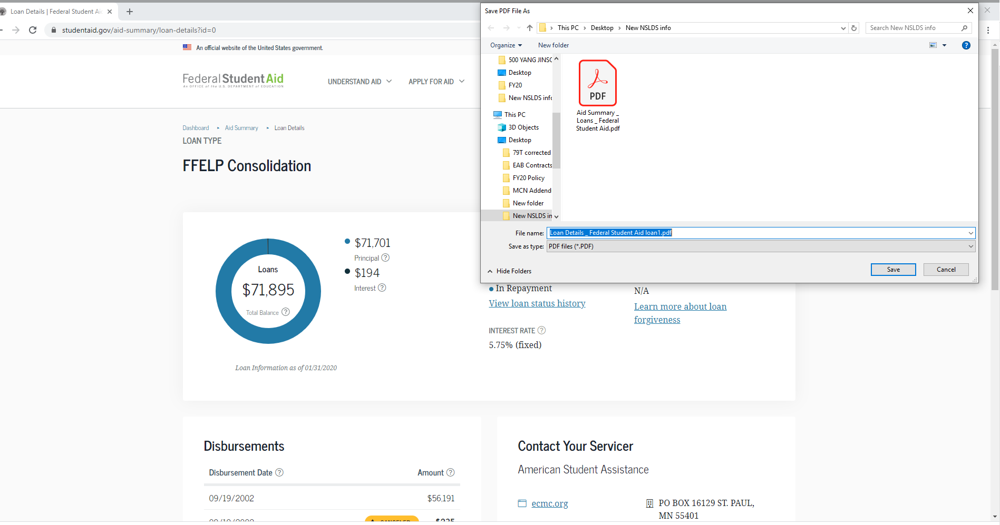 Loan Details | Federal Student Aid
studentaid.gov/aid-summary/loan-details?id=0
An official website of the United States government.
Federal StudentAid
An OFFICE of the U.S. DEPARTMENT of EDUCATION
UNDERSTAND AID
APPLY FOR AID
Dashboard
Aid Summary
Loan Details
LOAN TYPE
FFELP Consolidation
Loans
$71,895
Total Balance
$71,701
Principal
$194
Interest
Loan Information as of 01/31/2020
In Repayment
View loan status history
INTEREST RATE
5.75% (fixed)
N/A
Learn more about loan
forgiveness
Disbursements
Disbursement Date
Amount
09/19/2002
$56,191
Contact Your Servicer
American Student Assistance
ecmc.org
PO BOX 16129 ST. PAUL,
MN 55401
Save PDF File As
This PC
Desktop
New NSLDS info
Search New NSLDS info
Organize
New folder
500 YANG JINSO
Desktop
FY20
New NSLDS info
This PC
3D Objects
Desktop
79T corrected
EAB Contracts
FY20 Policy
MCN Addend
New folder
New NSLDS in
PDF
Aid Summary _
Loans _ Federal
Student Aid.pdf
File name:
Loan Details _ Federal Student Aid loan1.pdf
Save as type:
PDF files (*.PDF)
Hide Folders
Save
Cancel